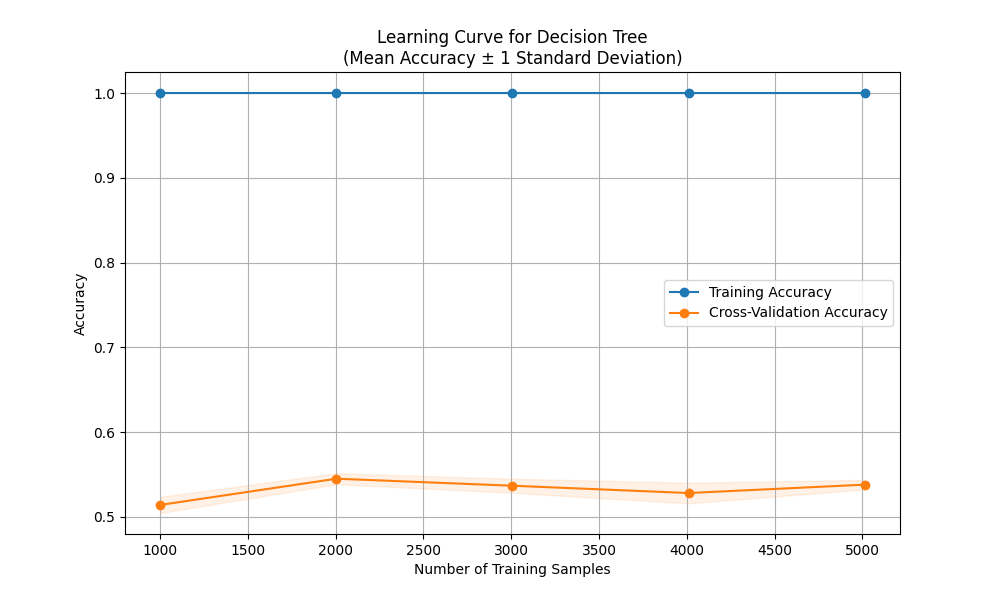 Learning Curve for Decision Tree
(Mean Accuracy ± 1 Standard Deviation)
1.0
0.9
0.8
0.7
0.6
0.5
Accuracy
Training Accuracy
Cross-Validation Accuracy
1000 1500 2000 2500 3000 3500 4000 4500 5000
Number of Training Samples